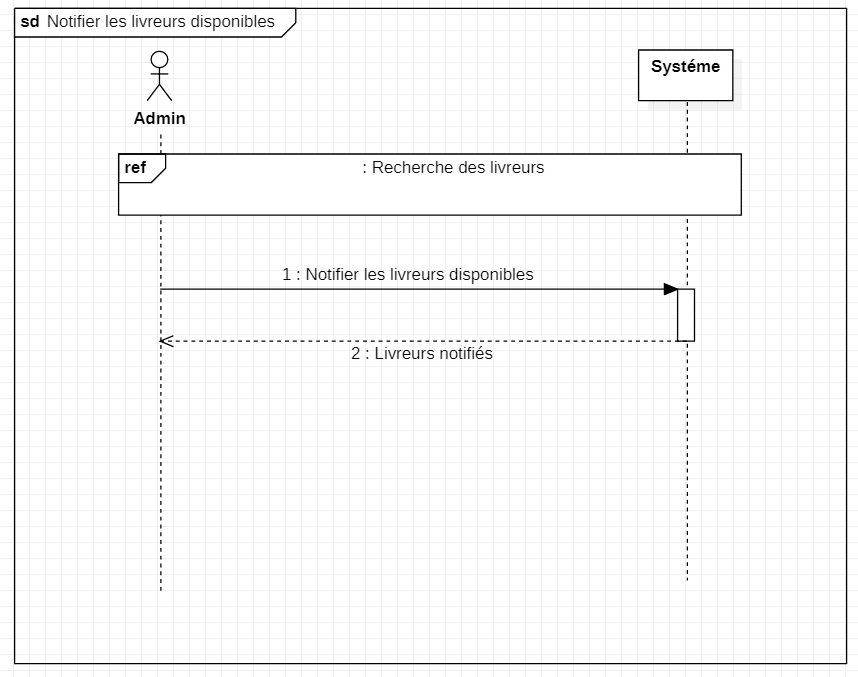 sd Notifier les livreurs disponibles
Admin
Systéme
ref
: Recherche des livreurs
1 : Notifier les livreurs disponibles
2 : Livreurs notifiés